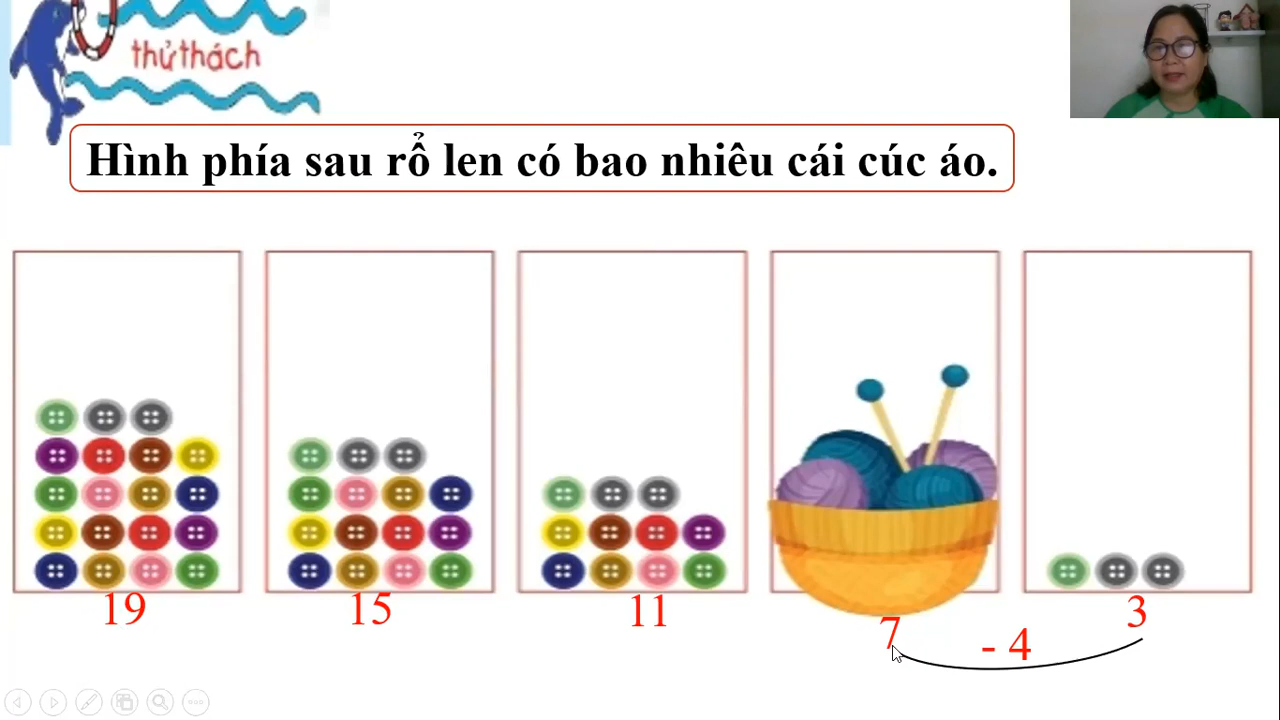 thử thách
Hình phía sau rổ len có bao nhiêu cái cúc áo.
19 15 11 7 3
- 4